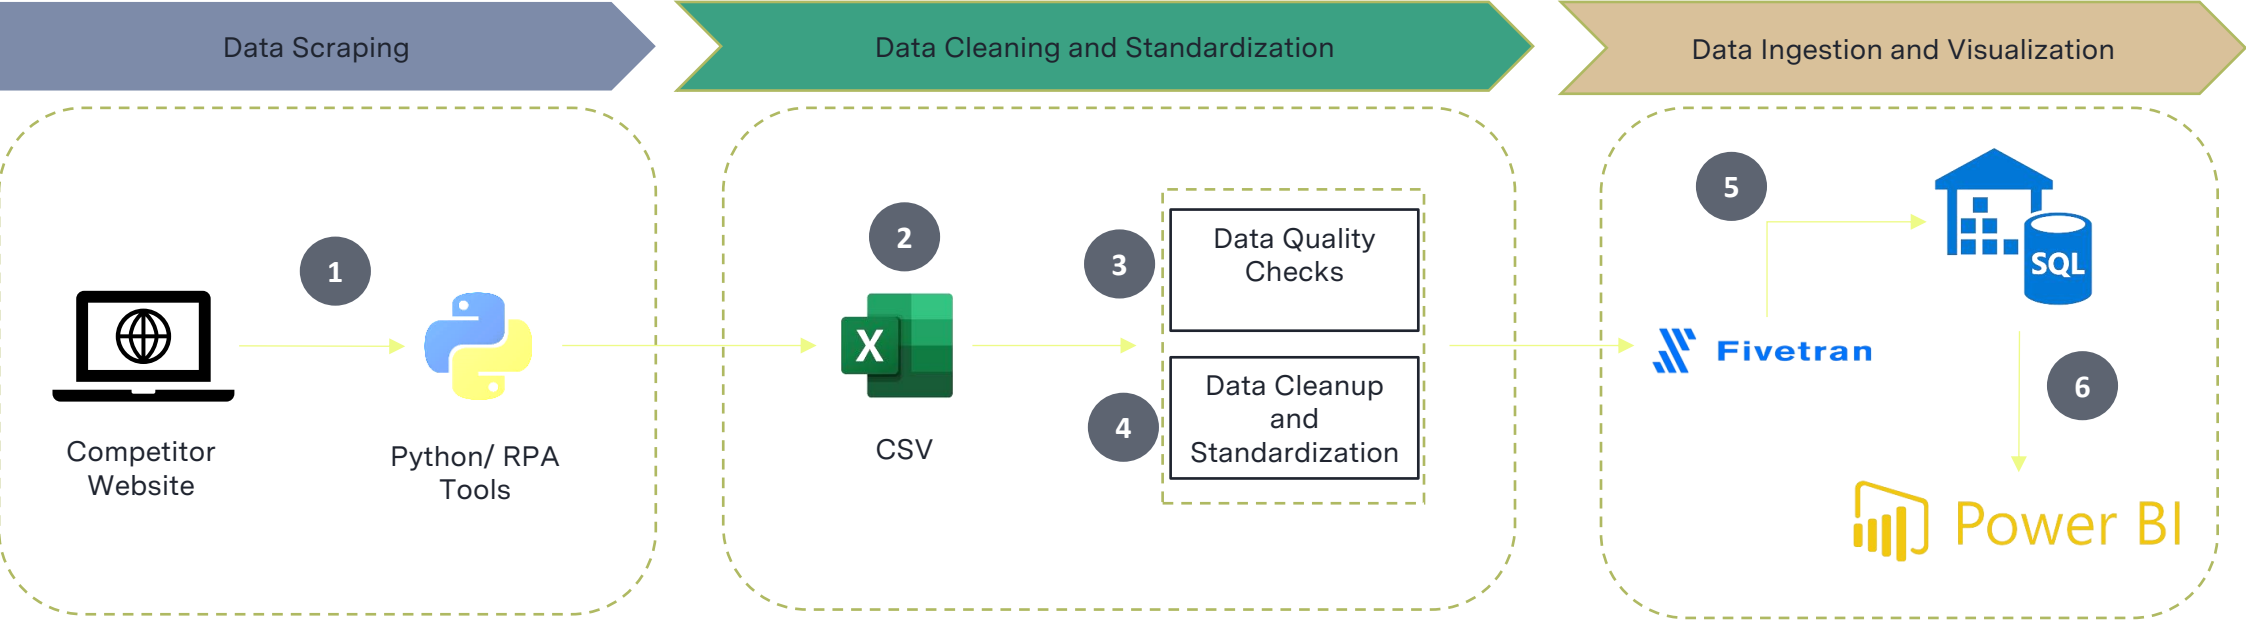 Data Scraping
Data Cleaning and Standardization
Data Ingestion and Visualization
1
Competitor
Website
Python/ RPA
Tools
2
X
CSV
3
Data Quality
Checks
4
Data Cleanup
and
Standardization
5
SQL
Fivetran
6
Power BI